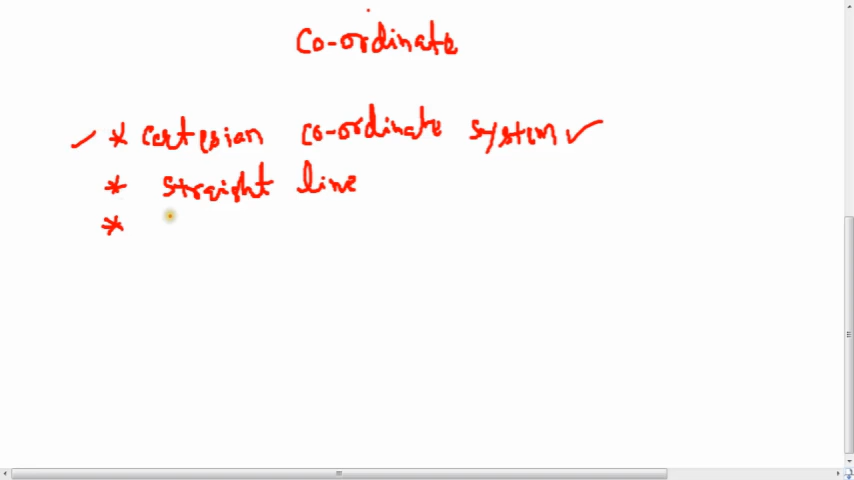 Co-ordinate
✓ * Cartesian co-ordinate system ✓
* straight line
*